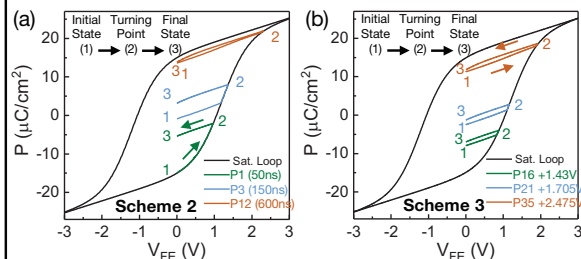 (a)
Initial Turning Final
State Point State
(1) (2) (3)
20
10
0
-10
-20
P (μC/cm²)
3
1
2
3
1
2
3
1
2
Sat. Loop
P1 (50ns)
P3 (150ns)
P12 (600ns)
Scheme 2
-3 -2 -1 0 1 2 3
V_FE (V)
(b)
Initial Turning Final
State Point State
(1) (2) (3)
20
10
0
-10
-20
P (μC/cm²)
3
1
2
3
1
2
3
1
2
Sat. Loop
P16 +1.43V
P21 +1.705V
P35 +2.475V
Scheme 3
-3 -2 -1 0 1 2 3
V_FE (V)